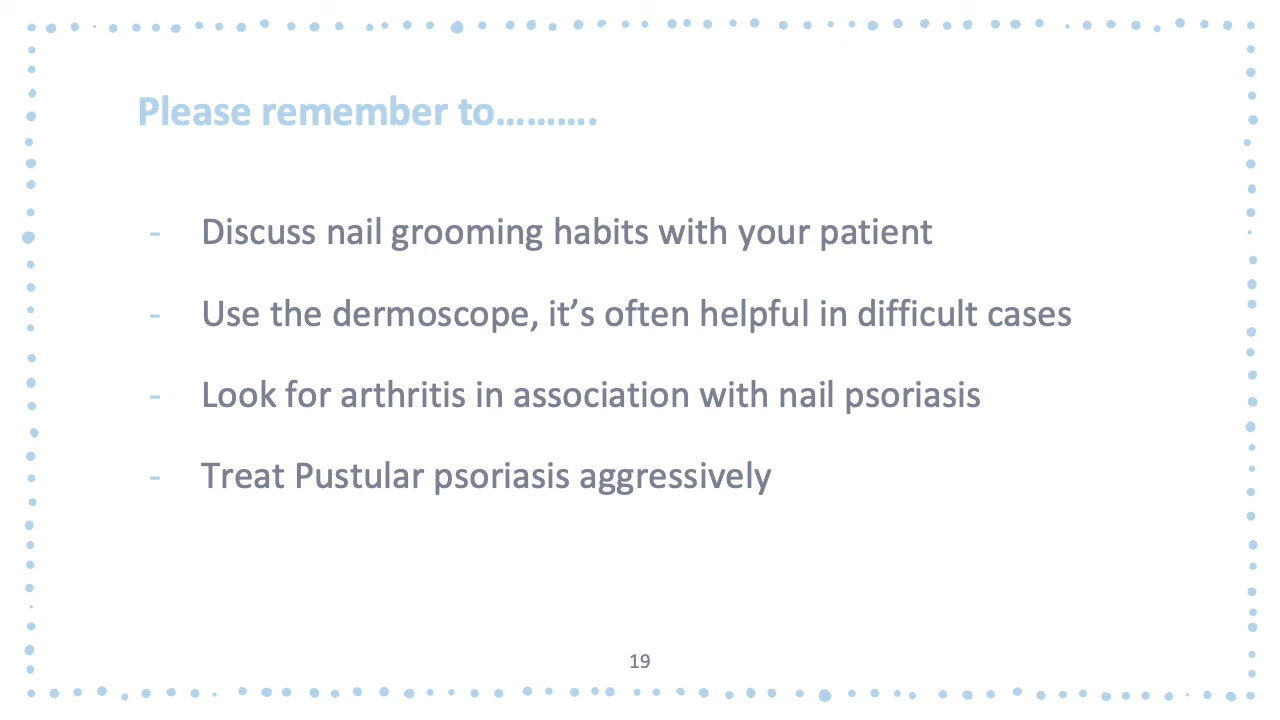 Please remember to……….
- Discuss nail grooming habits with your patient
- Use the dermoscope, it’s often helpful in difficult cases
- Look for arthritis in association with nail psoriasis
- Treat Pustular psoriasis aggressively
19